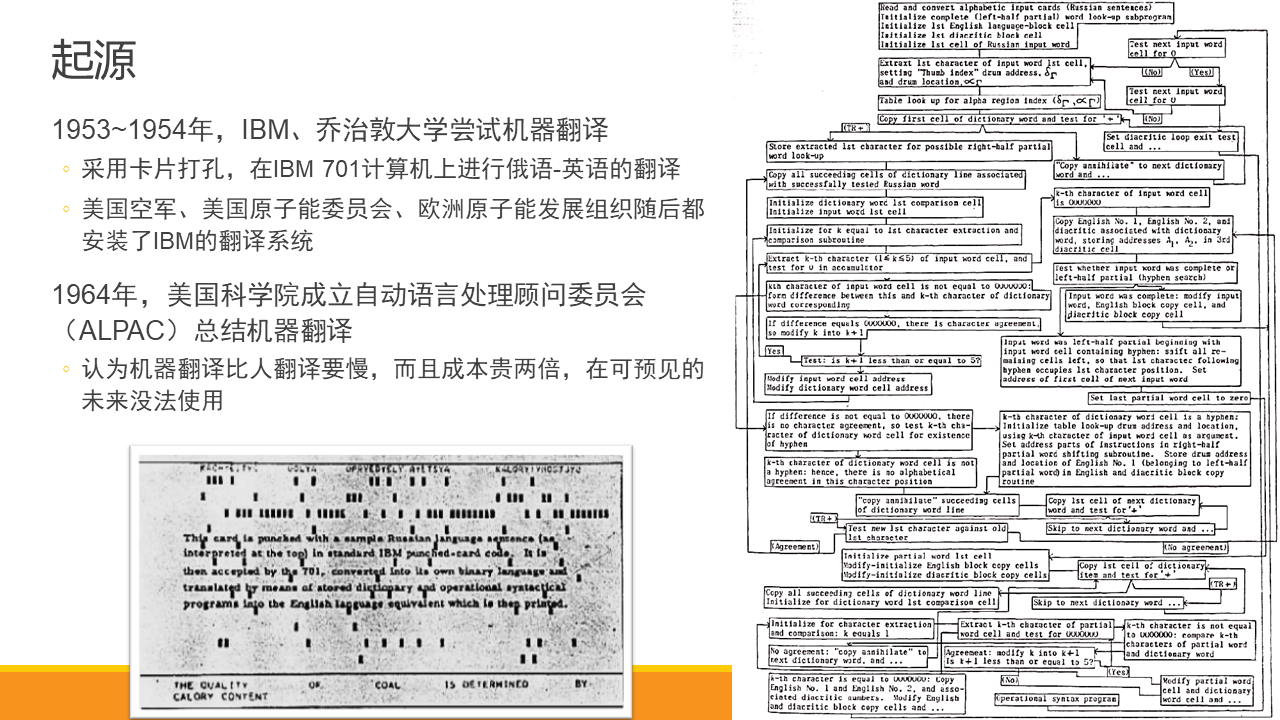 起源
1953~1954年，IBM、乔治敦大学尝试机器翻译
采用卡片打孔，在IBM 701计算机上进行俄语-英语的翻译
美国空军、美国原子能委员会、欧洲原子能发展组织随后都
安装了IBM的翻译系统
1964年，美国科学院成立自动语言处理顾问委员会
（ALPAC）总结机器翻译
认为机器翻译比人翻译要慢，而且成本贵两倍，在可预见的
未来没法使用
This card is punched with a sample Russian language sentence (as
interpreted at the top) in standard IBM punched-card code. It is
then accepted by the 701, converted into its own binary language and
translated by means of stored dictionary and operational syntactical
programs into the English language equivalent which is then printed.
THE QUALITY OF COAL IS DETERMINED BY
CALORY CONTENT
Read and convert alphabetic input cards (Russian sentences)
Initialize complete (left-half partial) word look-up subprogram
Initialize 1st English language-block cell
Initialize 1st diacritic block cell
Initialize 1st cell of Russian input word
Test next input word
cell for 0
(No)
(Yes)
Extract 1st character of input word 1st cell,
setting "Thumb index" drum address,
and drum location,
Test next input word
cell for 0
(No)
Table look up for alpha region index
Copy first cell of dictionary word and test for '+'
(TR+)
Set diacritic loop exit test
cell and ...
Store extracted 1st character for possible right-half partial
word look-up
"Copy annihilate" to next dictionary
word and ...
Copy all succeeding cells of dictionary line associated
with successfully tested Russian word
k-th character of input word cell
is 0000000
Initialize dictionary word 1st comparison cell
Initialize input word 1st cell
Copy English No. 1, English No. 2, and
diacritic associated with dictionary
word, storing addresses A1, A2, in 3rd
diacritic cell
Initialize for k equal to 1st character extraction and
comparison subroutine
Extract k-th character (1≤k≤5) of input word cell, and
test for 0 in accumulator
Test whether input word was complete or
left-half partial (hyphen search)
kth character of input word cell is not equal to 0000000:
form difference between this and k-th character of dictionary
word corresponding
Input word was complete: modify input
word, English block copy cell, and
diacritic block copy cell
If difference equals 0000000, there is character agreement,
so modify k into k+1
Yes
Test: is k+1 less than or equal to 5?
Input word was left-half partial beginning with
input word cell containing hyphen: shift all re-
maining cells left, so that 1st character following
hyphen occupies 1st character position. Set
address of first cell of next input word
Modify input word cell address
Modify dictionary word cell address
Set last partial word cell to zero
If difference is not equal to 0000000, there
is no character agreement, so test k-th cha-
racter of dictionary word cell for existence
of hyphen
k-th character of dictionary word cell is a hyphen:
Initialize table look-up drum address and location,
using k-th character of input word cell as argument.
Set address parts of instructions in right-half
partial word shifting subroutine. Store drum address
and location of English No. 1 (belonging to left-half
partial word) in English and diacritic block copy
routine
k-th character of dictionary word cell is not
a hyphen: hence, there is no alphabetical
agreement in this character position
"copy annihilate" succeeding cells
of dictionary word line
Copy 1st cell of next dictionary
word and test for '+'
(TR+)
Test new 1st character against old
1st character
Skip to next dictionary word and ...
(Agreement)
(No agreement)
Initialize partial word 1st cell
Modify-initialize English block copy cells
Modify-initialize diacritic block copy cells
Copy 1st cell of dictionary
item and test for '+'
(TR+)
Copy all succeeding cells of dictionary word line
Initialize for dictionary word 1st comparison cell
Skip to next dictionary word ...
Initialize for character extraction
and comparison: k equals 1
Extract k-th character of partial
word cell and test for 0000000
k-th character is not equal
to 0000000: compare k-th
characters of partial word
and dictionary word
No agreement: "copy annihilate" to
next dictionary word, and ...
Agreement: modify k into k+1
Is k+1 less than or equal to 5?
(Yes)
(No)
k-th character is equal to 0000000: Copy
English No. 1 and English No. 2, and asso-
ciated diacritic numbers. Modify English
and diacritic block copy cells and ...
Operational syntax program
Modify partial word
cell and dictionary
word cell and ...